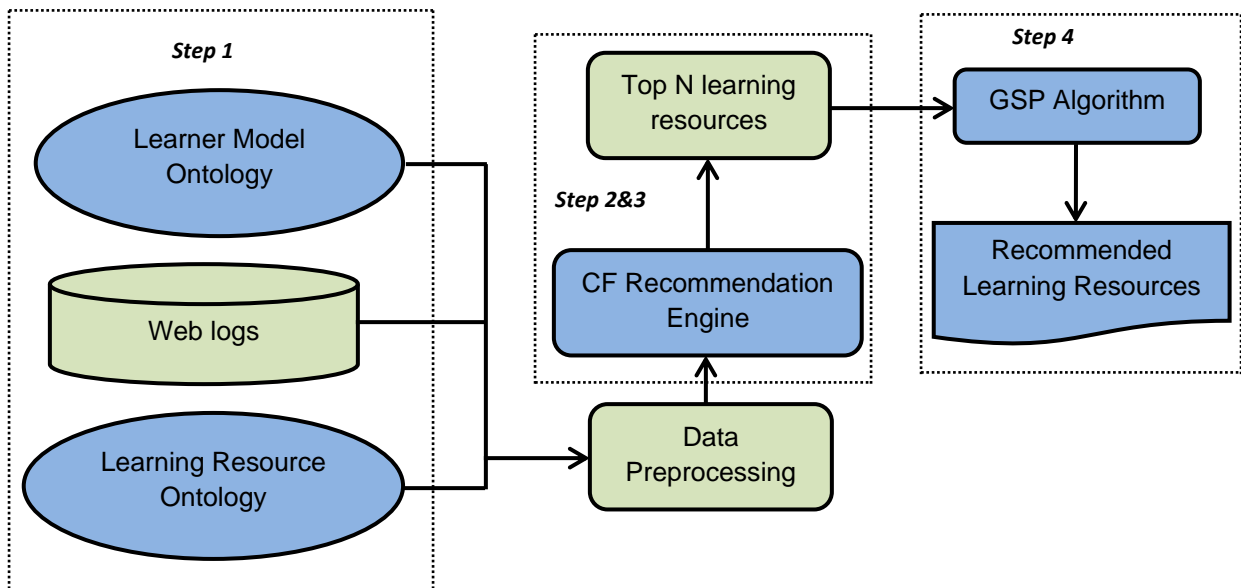 Step 1
Learner Model
Ontology
Web logs
Learning Resource
Ontology
Data
Preprocessing
Step 2&3
CF Recommendation
Engine
Top N learning
resources
Step 4
GSP Algorithm
Recommended
Learning Resources